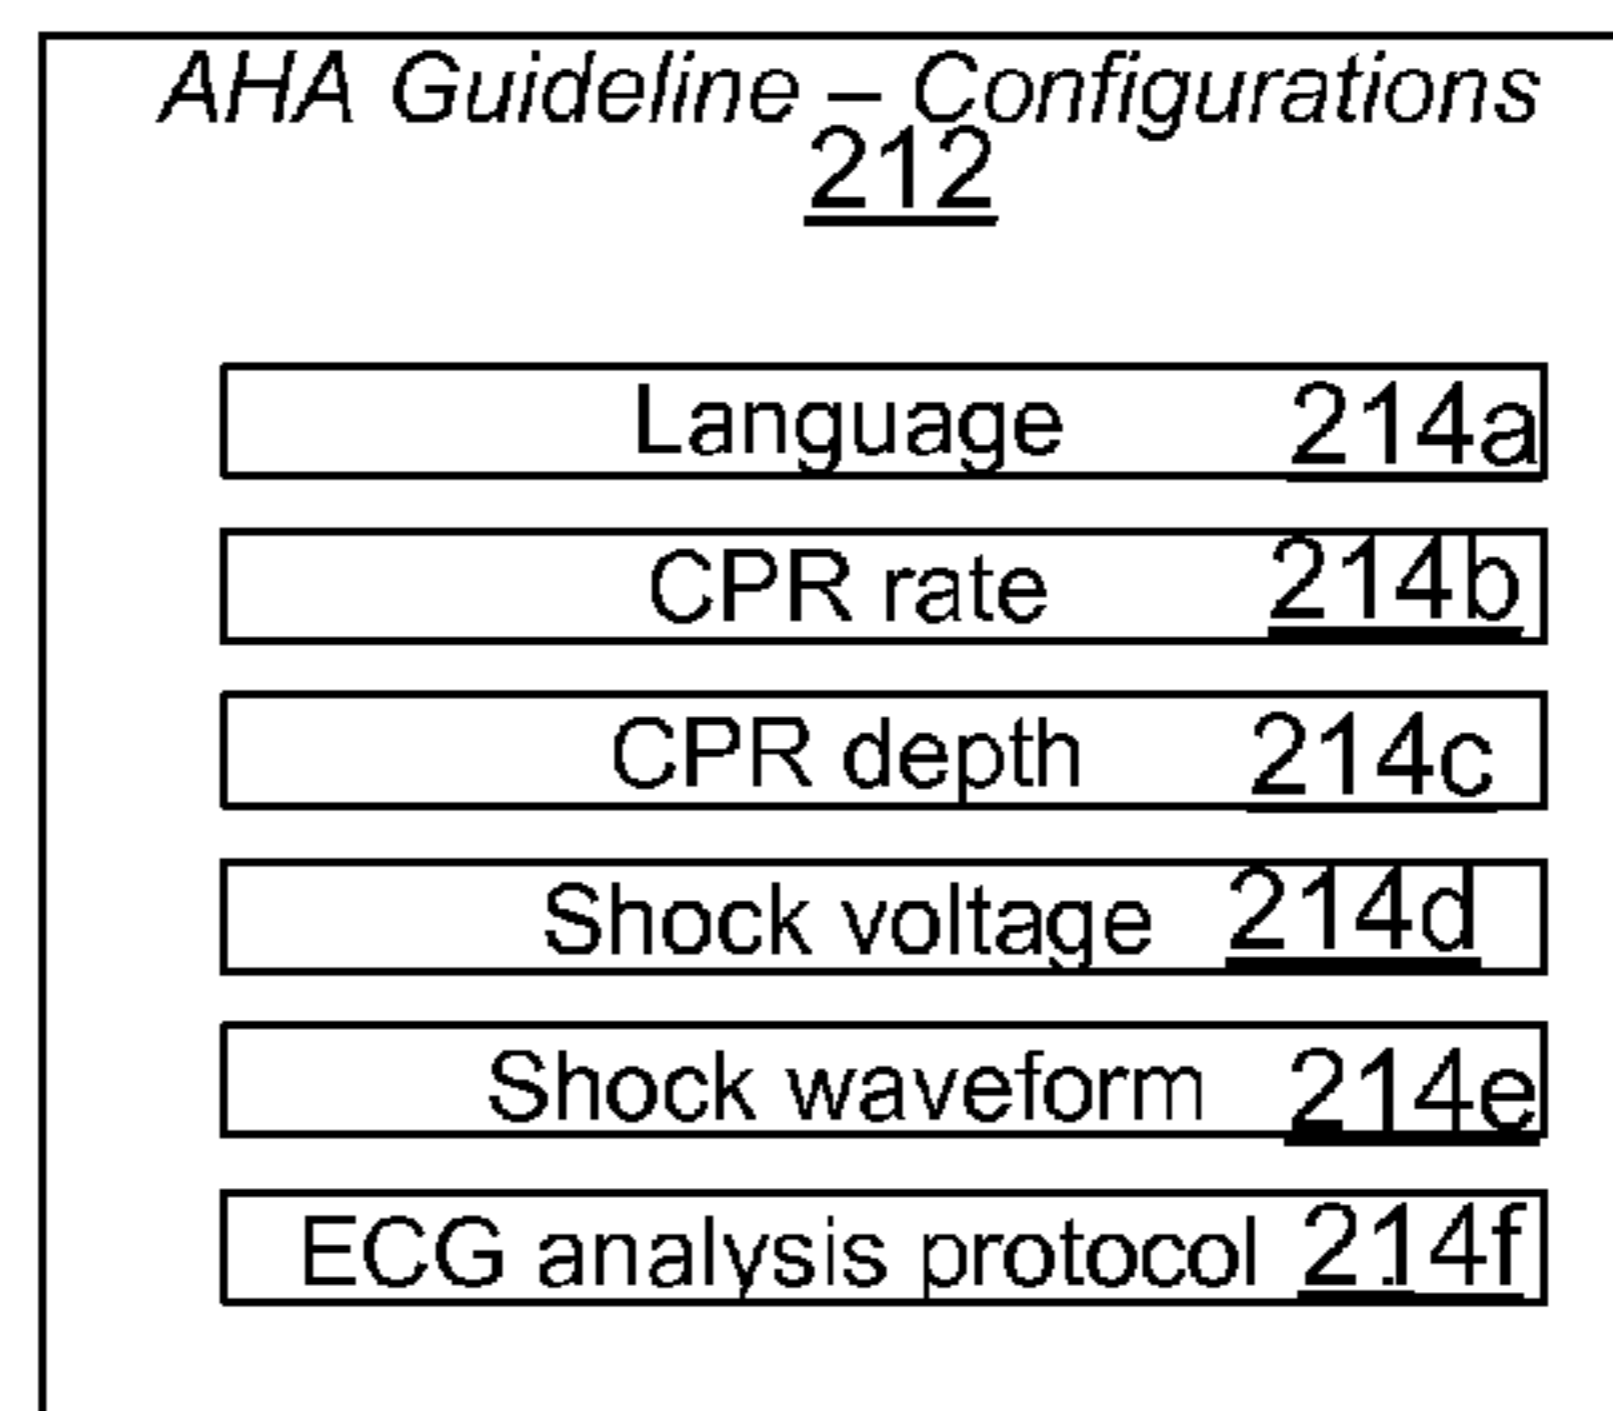 AHA Guideline – Configurations
212
Language 214a
CPR rate 214b
CPR depth 214c
Shock voltage 214d
Shock waveform 214e
ECG analysis protocol 214f